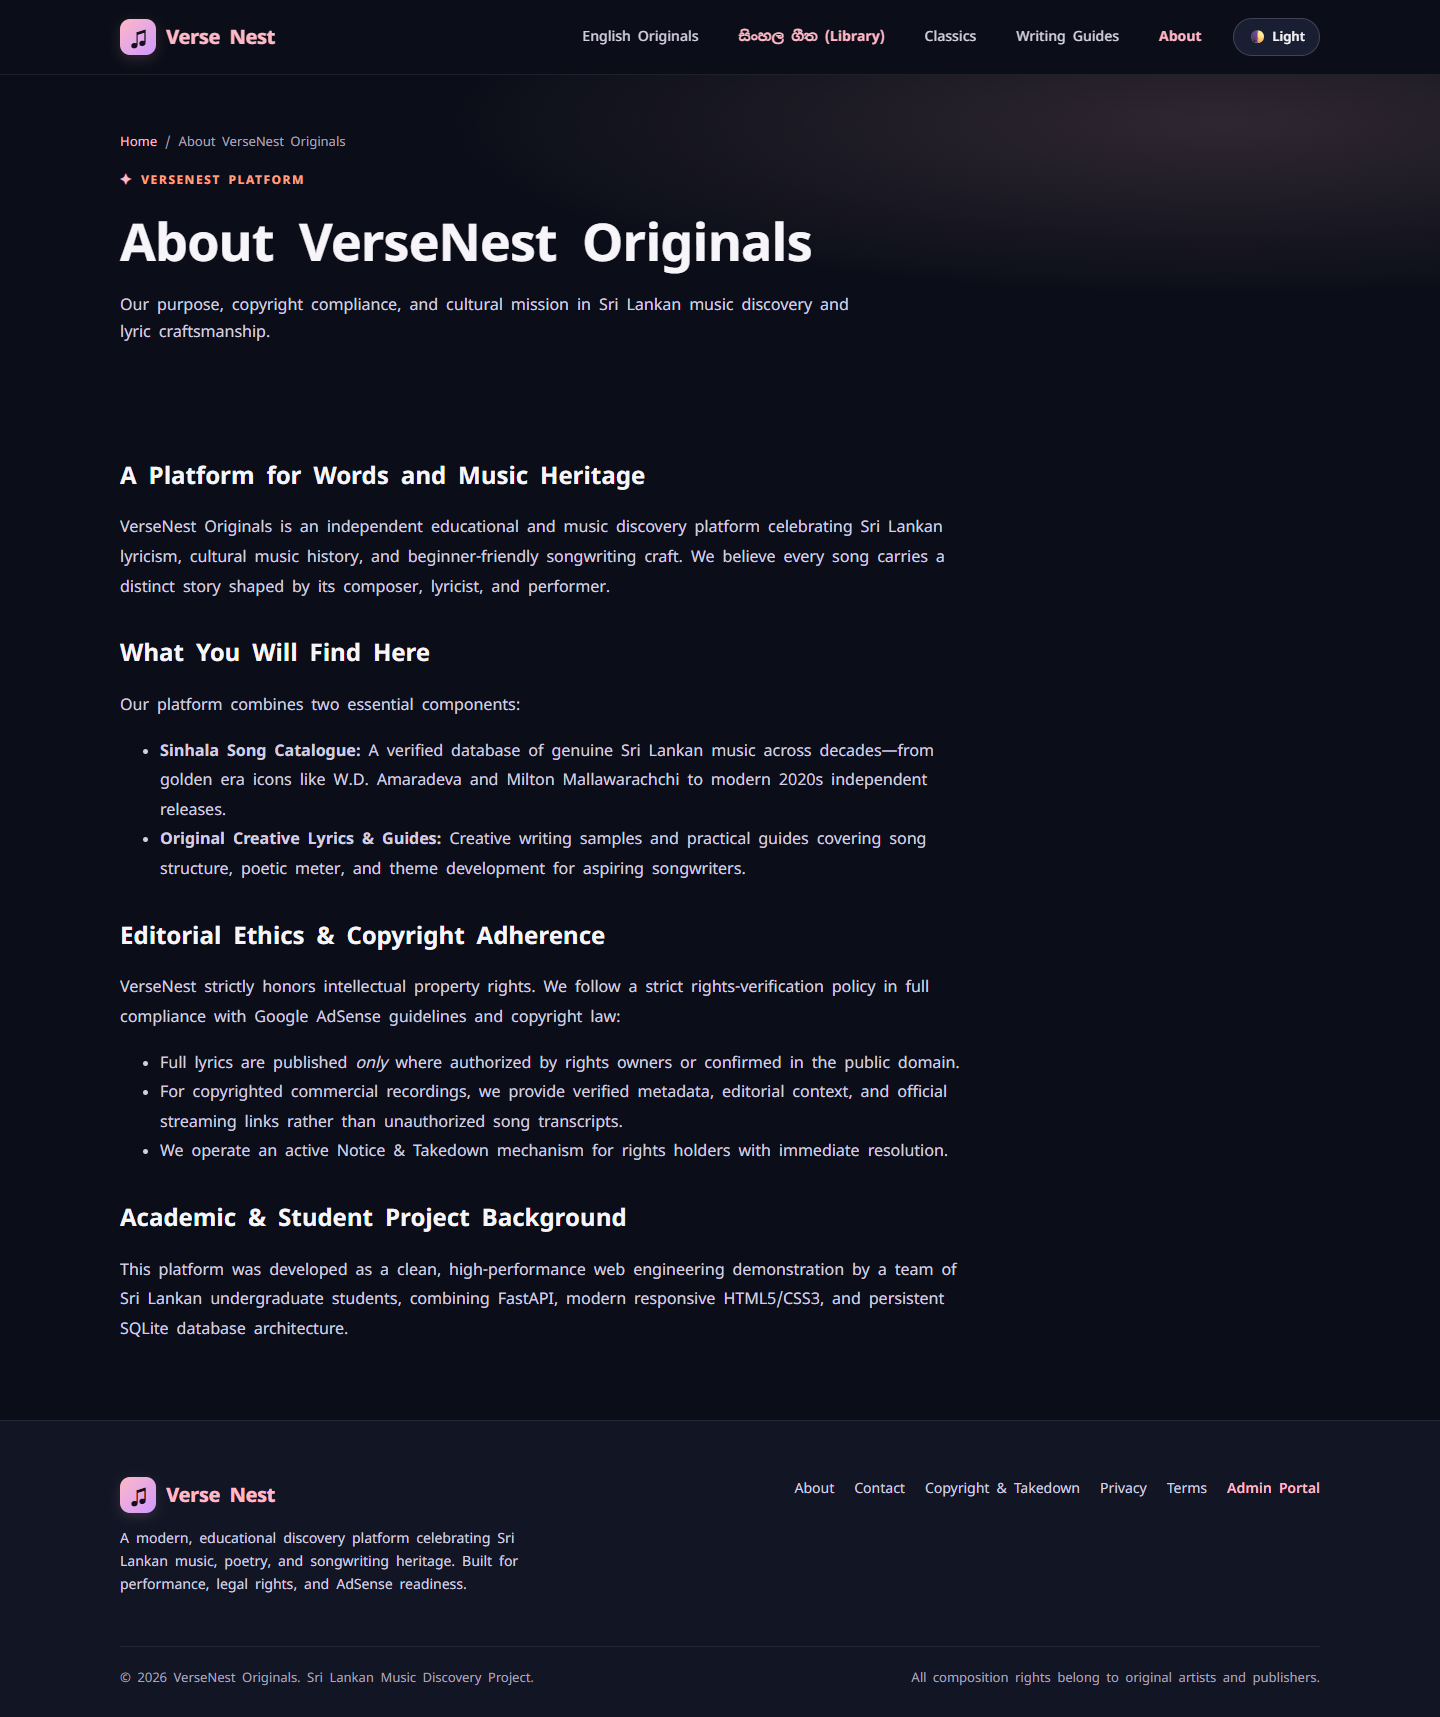 Verse Nest
English Originals
සිංහල ගීත (Library)
Classics
Writing Guides
About
Light
Home / About VerseNest Originals
VERSENEST PLATFORM
About VerseNest Originals
Our purpose, copyright compliance, and cultural mission in Sri Lankan music discovery and
lyric craftsmanship.
A Platform for Words and Music Heritage
VerseNest Originals is an independent educational and music discovery platform celebrating Sri Lankan
lyricism, cultural music history, and beginner-friendly songwriting craft. We believe every song carries a
distinct story shaped by its composer, lyricist, and performer.
What You Will Find Here
Our platform combines two essential components:
• Sinhala Song Catalogue: A verified database of genuine Sri Lankan music across decades—from
golden era icons like W.D. Amaradeva and Milton Mallawarachchi to modern 2020s independent
releases.
• Original Creative Lyrics & Guides: Creative writing samples and practical guides covering song
structure, poetic meter, and theme development for aspiring songwriters.
Editorial Ethics & Copyright Adherence
VerseNest strictly honors intellectual property rights. We follow a strict rights-verification policy in full
compliance with Google AdSense guidelines and copyright law:
• Full lyrics are published only where authorized by rights owners or confirmed in the public domain.
• For copyrighted commercial recordings, we provide verified metadata, editorial context, and official
streaming links rather than unauthorized song transcripts.
• We operate an active Notice & Takedown mechanism for rights holders with immediate resolution.
Academic & Student Project Background
This platform was developed as a clean, high-performance web engineering demonstration by a team of
Sri Lankan undergraduate students, combining FastAPI, modern responsive HTML5/CSS3, and persistent
SQLite database architecture.
Verse Nest
A modern, educational discovery platform celebrating Sri
Lankan music, poetry, and songwriting heritage. Built for
performance, legal rights, and AdSense readiness.
About
Contact
Copyright & Takedown
Privacy
Terms
Admin Portal
© 2026 VerseNest Originals. Sri Lankan Music Discovery Project.
All composition rights belong to original artists and publishers.